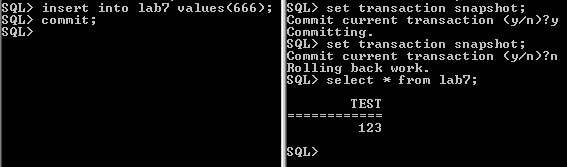 SQL> insert into lab7 values(666);
SQL> commit;
SQL>
SQL> set transaction snapshot;
Commit current transaction (y/n)?y
Committing.
SQL> set transaction snapshot;
Commit current transaction (y/n)?n
Rolling back work.
SQL> select * from lab7;
TEST
============
123
SQL>